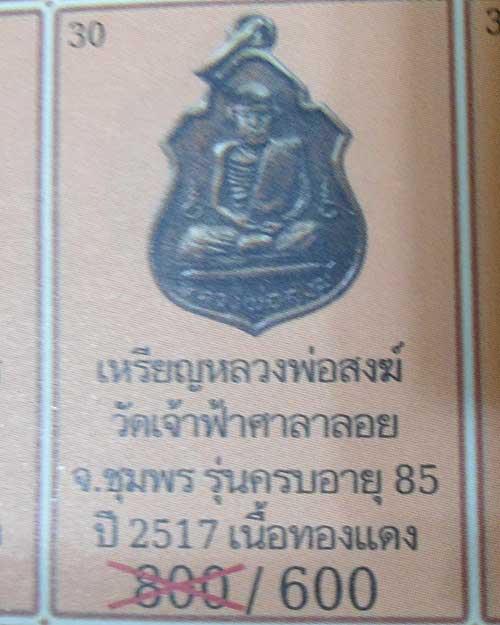 30
เหรียญหลวงพ่อสงฆ์
วัดเจ้าฟ้าศาลาลอย
จ.ชุมพร รุ่นครบอายุ 85
ปี 2517 เนื้อทองแดง
800 / 600